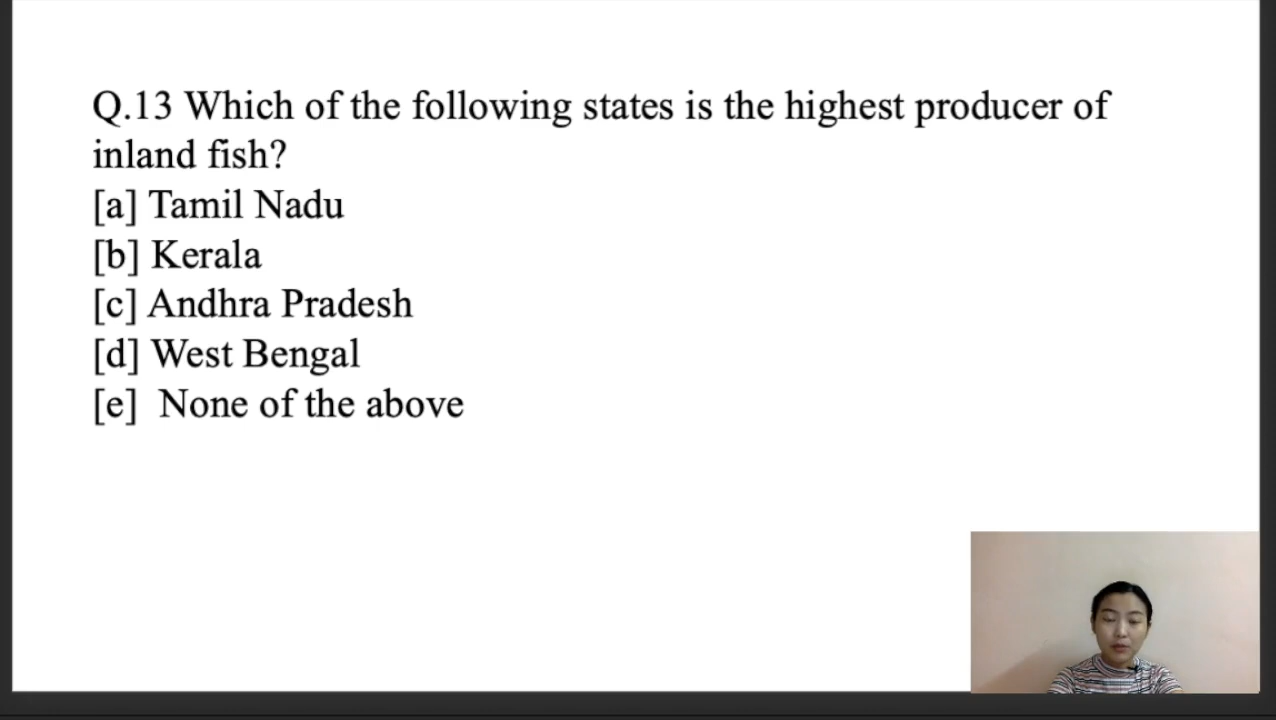 Q.13 Which of the following states is the highest producer of
inland fish?
[a] Tamil Nadu
[b] Kerala
[c] Andhra Pradesh
[d] West Bengal
[e] None of the above